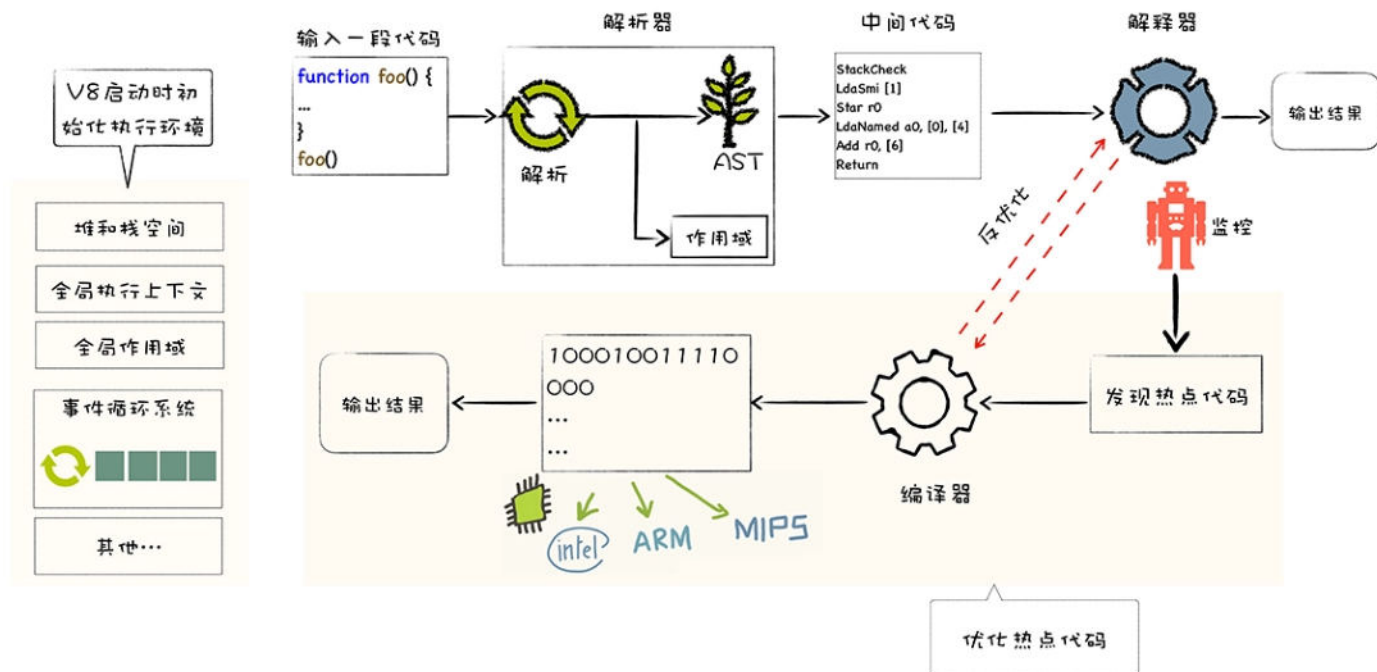 V8启动时初
始化执行环境
堆和栈空间
全局执行上下文
全局作用域
事件循环系统
其他…
输入一段代码
function foo() {
...
}
foo()
解析器
解析
AST
作用域
中间代码
StackCheck
LdaSmi [1]
Star r0
LdaNamed a0, [0], [4]
Add r0, [6]
Return
解释器
输出结果
反优化
监控
发现热点代码
编译器
100010011110
000
...
...
输出结果
intel
ARM
MIPS
优化热点代码